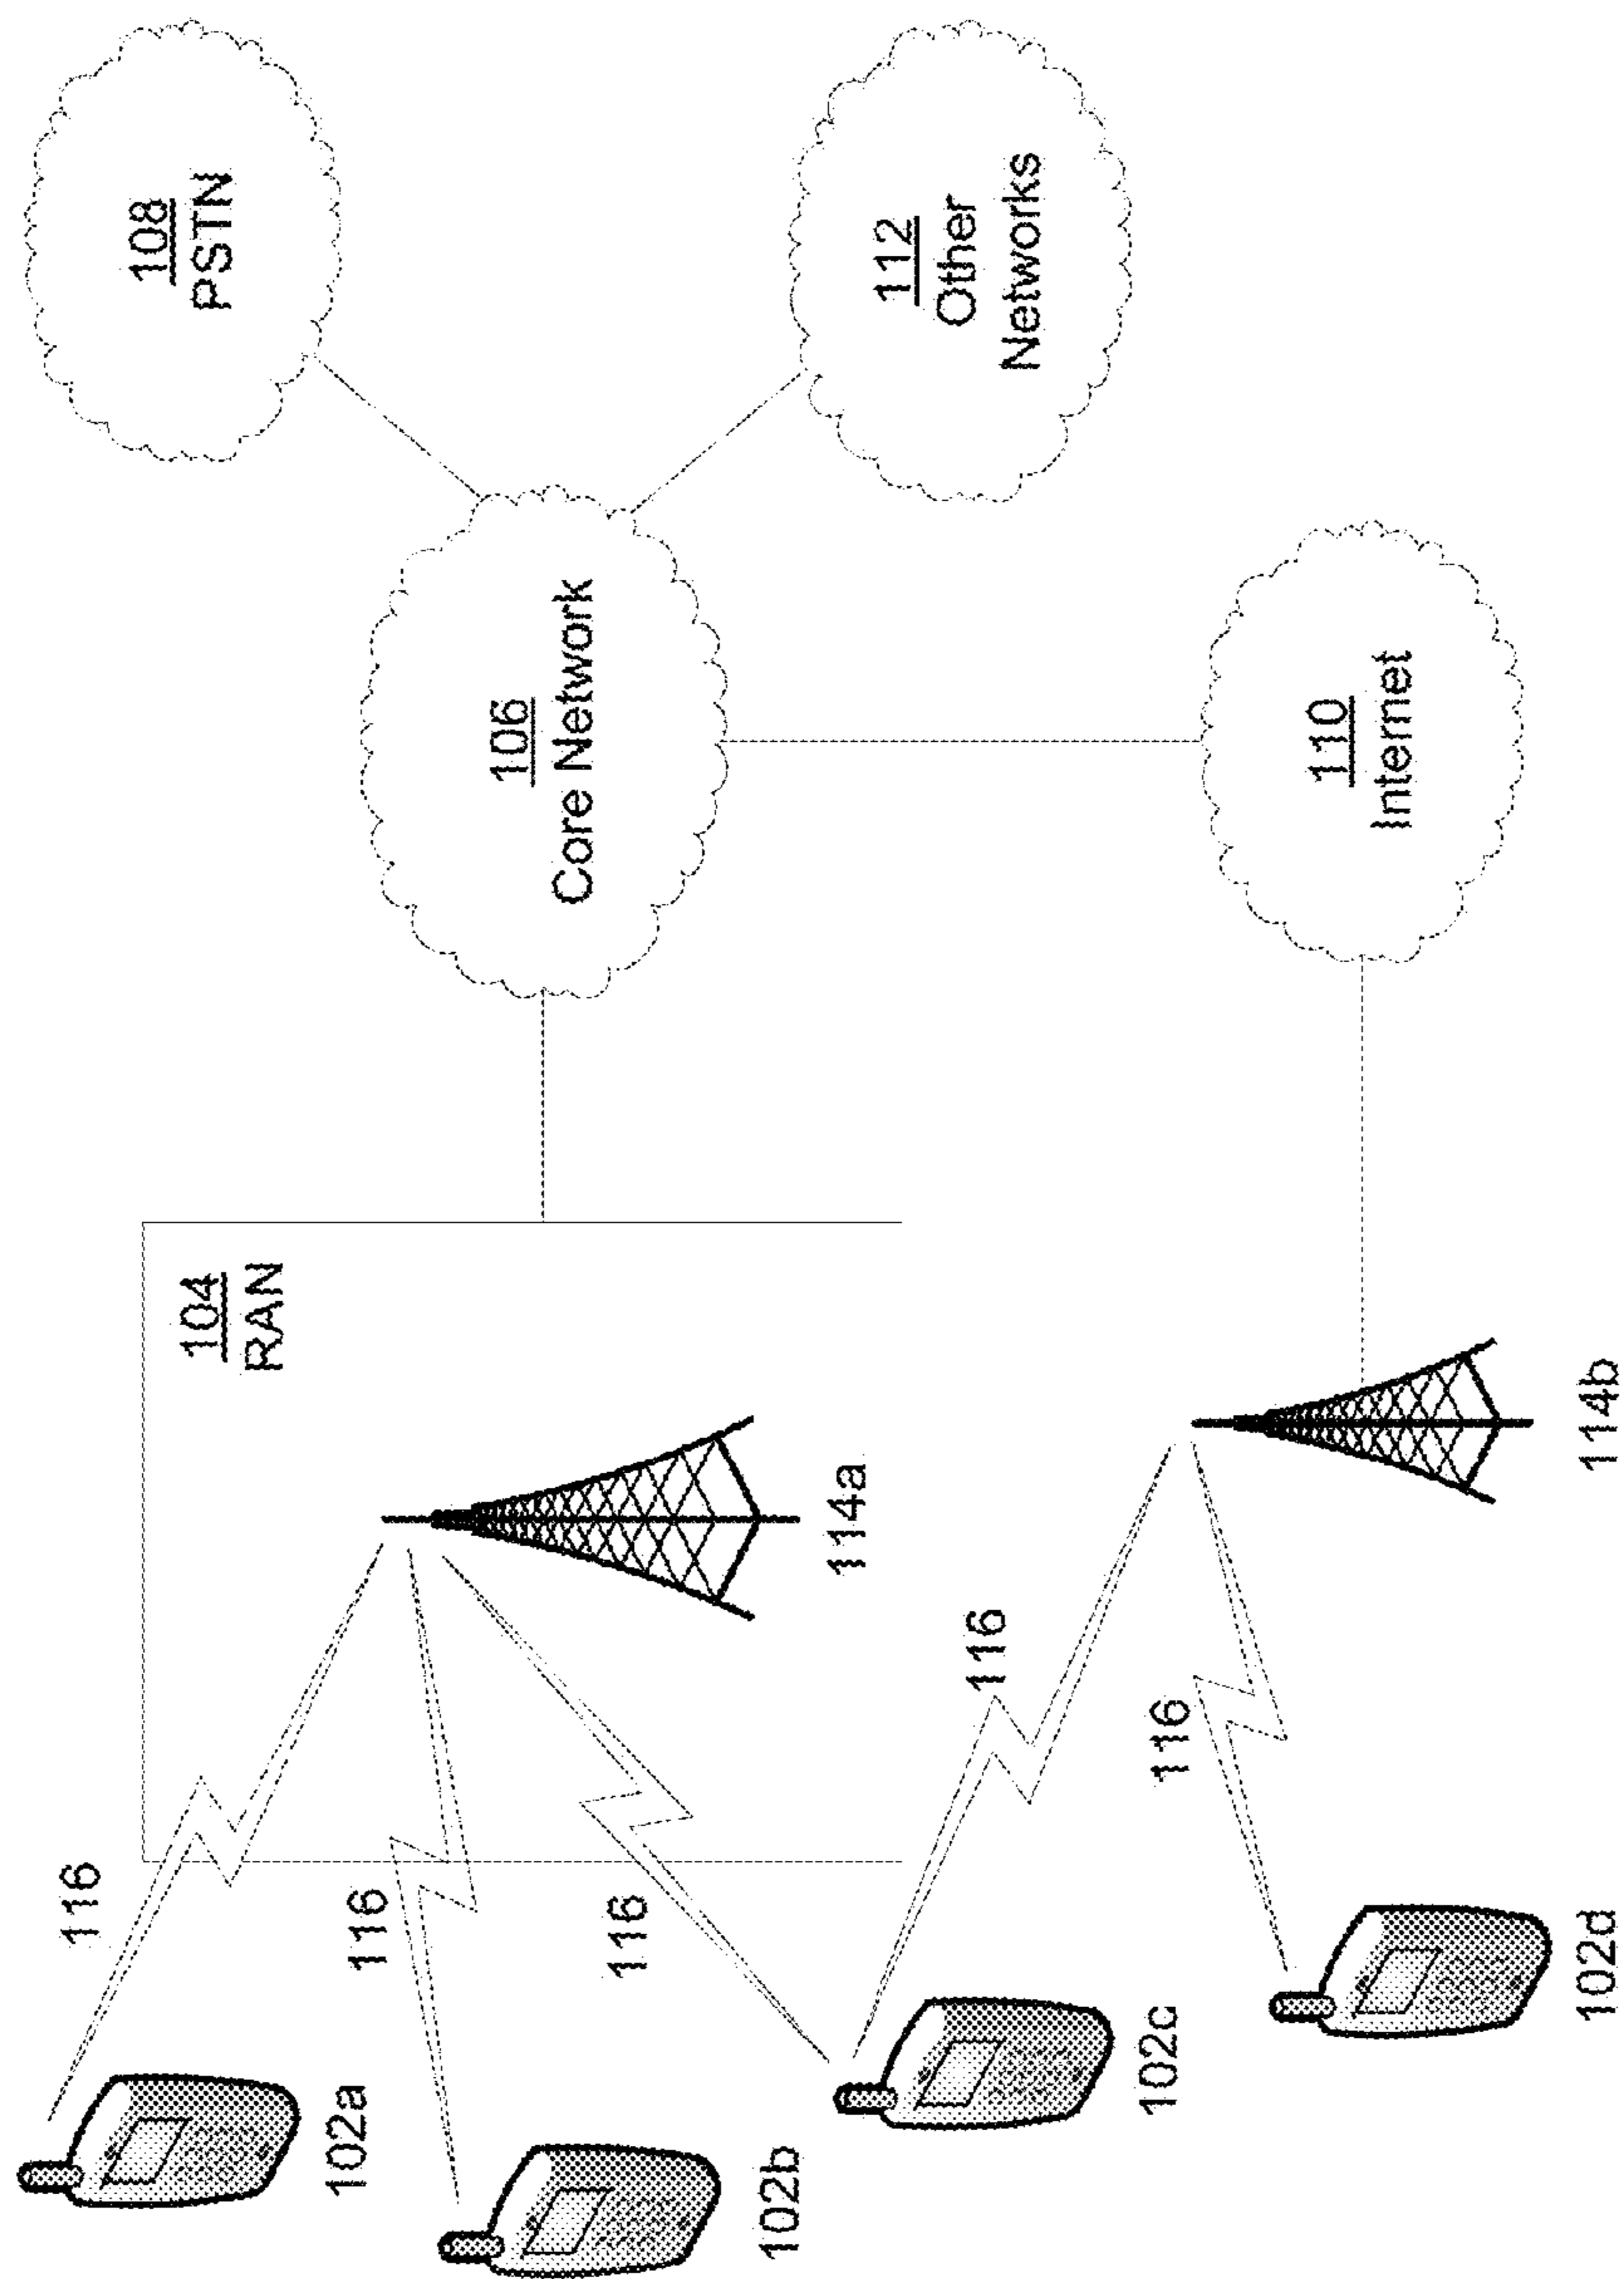 102a
116
102b
116
116
102c
116
116
102d
104
RAN
114a
114b
106
Core Network
110
Internet
108
PSTN
112
Other
Networks